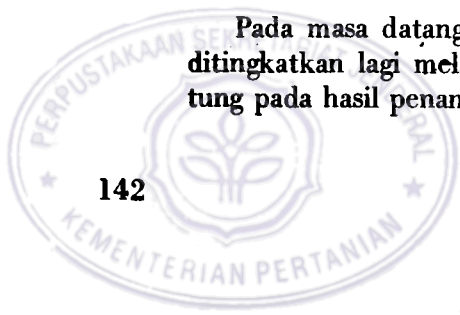 Pada masa datang
ditingkatkan lagi mel
tung pada hasil penan
142
PERPUSTAKAAN SEKRETARIAT JENDERAL
KEMENTERIAN PERTANIAN